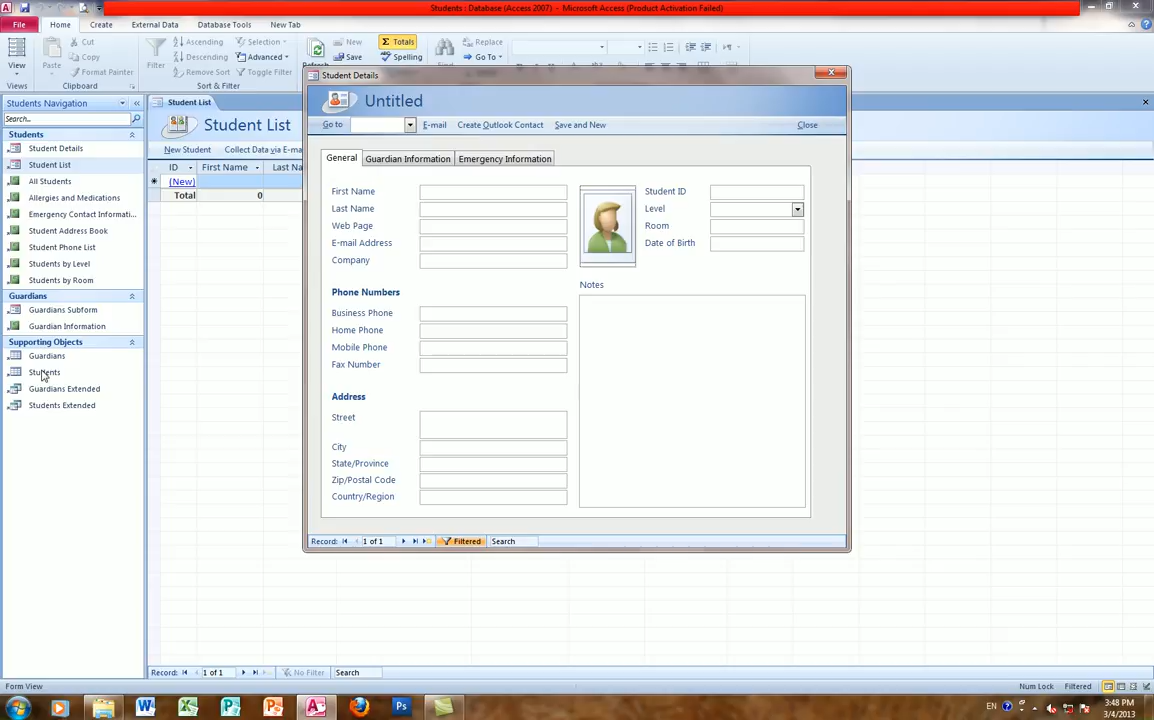 Students : Database (Access 2007) - Microsoft Access (Product Activation Failed)
File Home Create External Data Database Tools New Tab
View Paste Cut Copy Format Painter Filter Ascending Descending Remove Sort Selection Advanced Toggle Filter Refresh New Save Σ Totals Spelling Replace Go To
Views Clipboard Sort & Filter
Students Navigation
Search...
Students
Student Details
Student List
All Students
Allergies and Medications
Emergency Contact Informati...
Student Address Book
Student Phone List
Students by Level
Students by Room
Guardians
Guardians Subform
Guardian Information
Supporting Objects
Guardians
Students
Guardians Extended
Students Extended
Student List
Student List
New Student Collect Data via E-ma
ID First Name Last Na
(New)
Total 0
Student Details
Untitled
Go to E-mail Create Outlook Contact Save and New Close
General Guardian Information Emergency Information
First Name
Last Name
Web Page
E-mail Address
Company
Student ID
Level
Room
Date of Birth
Phone Numbers
Business Phone
Home Phone
Mobile Phone
Fax Number
Address
Street
City
State/Province
Zip/Postal Code
Country/Region
Notes
Record: 1 of 1 Filtered Search
Record: 1 of 1 No Filter Search
Form View Num Lock Filtered
W X P P A Ps EN 3:48 PM
3/4/2013